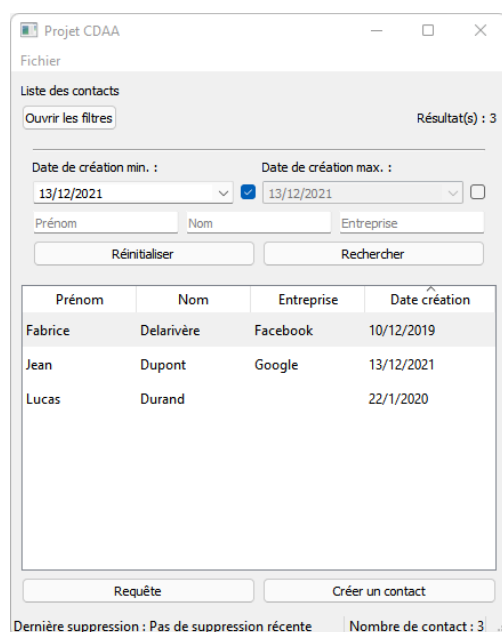 Projet CDAA
Fichier
Liste des contacts
Ouvrir les filtres Résultat(s) : 3
Date de création min. : Date de création max. :
13/12/2021 13/12/2021
Prénom Nom Entreprise
Réinitialiser Rechercher
Prénom Nom Entreprise Date création
Fabrice Delarivère Facebook 10/12/2019
Jean Dupont Google 13/12/2021
Lucas Durand 22/1/2020
Requête Créer un contact
Dernière suppression : Pas de suppression récente Nombre de contact : 3